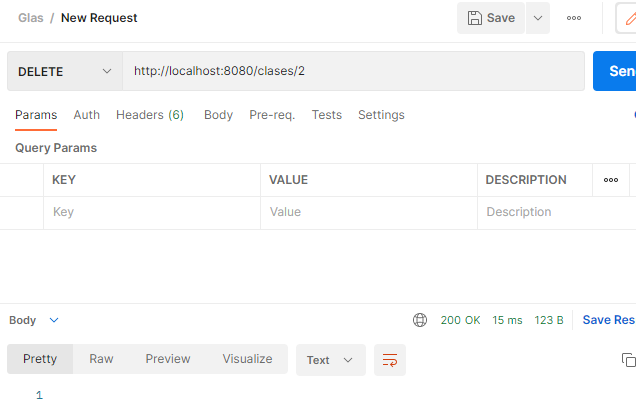 Glas / New Request Save
DELETE http://localhost:8080/clases/2 Sen
Params Auth Headers (6) Body Pre-req. Tests Settings
Query Params
KEY VALUE DESCRIPTION
Key Value Description
Body 200 OK 15 ms 123 B Save Res
Pretty Raw Preview Visualize Text
1